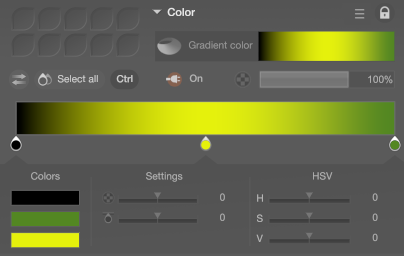 Color
Gradient color
Select all Ctrl On 100%
Colors Settings HSV
0 H 0
0 S 0
V 0